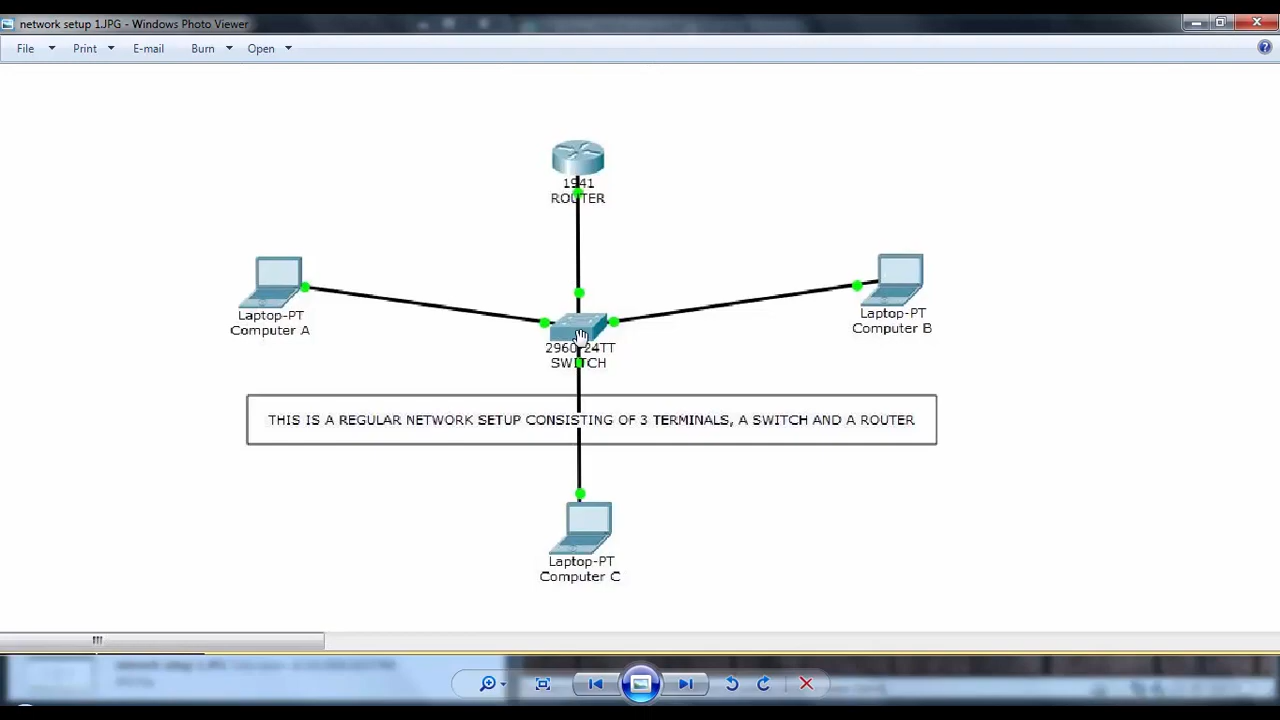 network setup 1.JPG - Windows Photo Viewer
File Print E-mail Burn Open
1941
ROUTER
Laptop-PT
Computer A
Laptop-PT
Computer B
2960-24TT
SWITCH
THIS IS A REGULAR NETWORK SETUP CONSISTING OF 3 TERMINALS, A SWITCH AND A ROUTER
Laptop-PT
Computer C